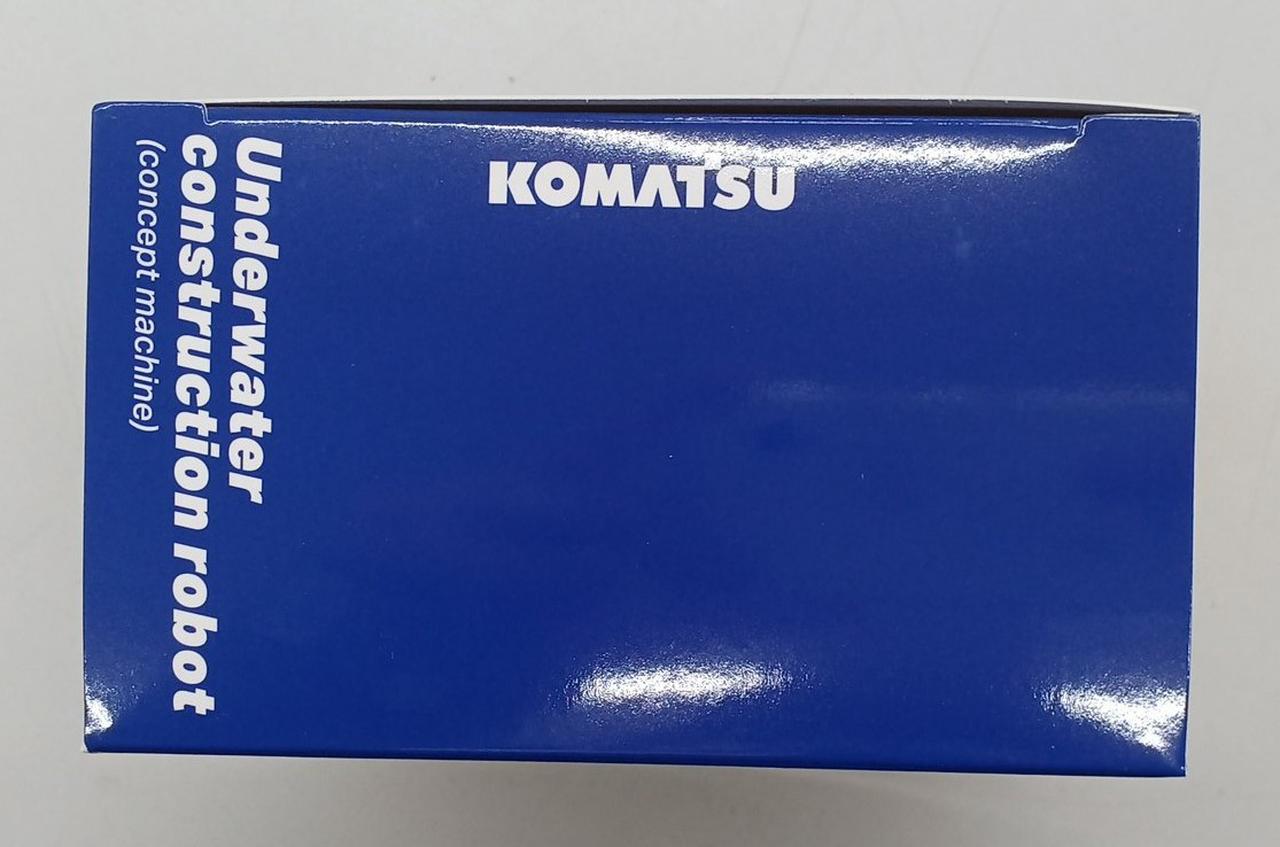 KOMATSU
Underwater
construction robot
(concept machine)